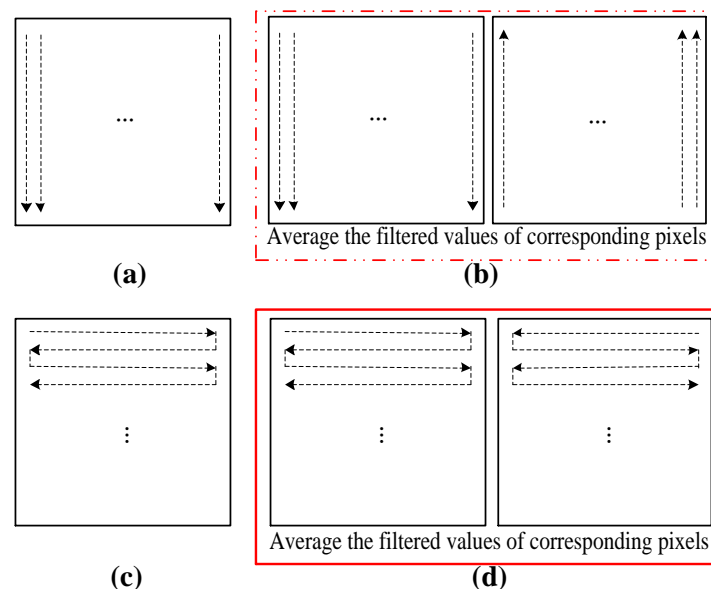 ...
... ...
Average the filtered values of corresponding pixels
(a) (b)
... ... ...
Average the filtered values of corresponding pixels
(c) (d)